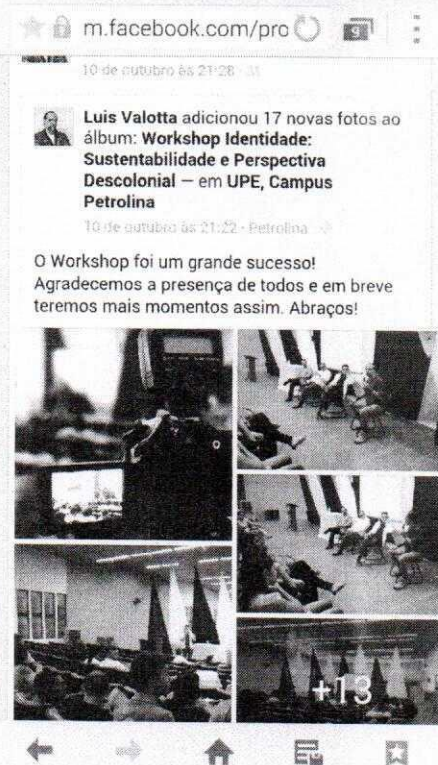 m.facebook.com/pro
9
10 de outubro às 21:28
Luis Valotta adicionou 17 novas fotos ao
álbum: Workshop Identidade:
Sustentabilidade e Perspectiva
Descolonial — em UPE, Campus
Petrolina
10 de outubro às 21:22 · Petrolina
O Workshop foi um grande sucesso!
Agradecemos a presença de todos e em breve
teremos mais momentos assim. Abraços!
+13